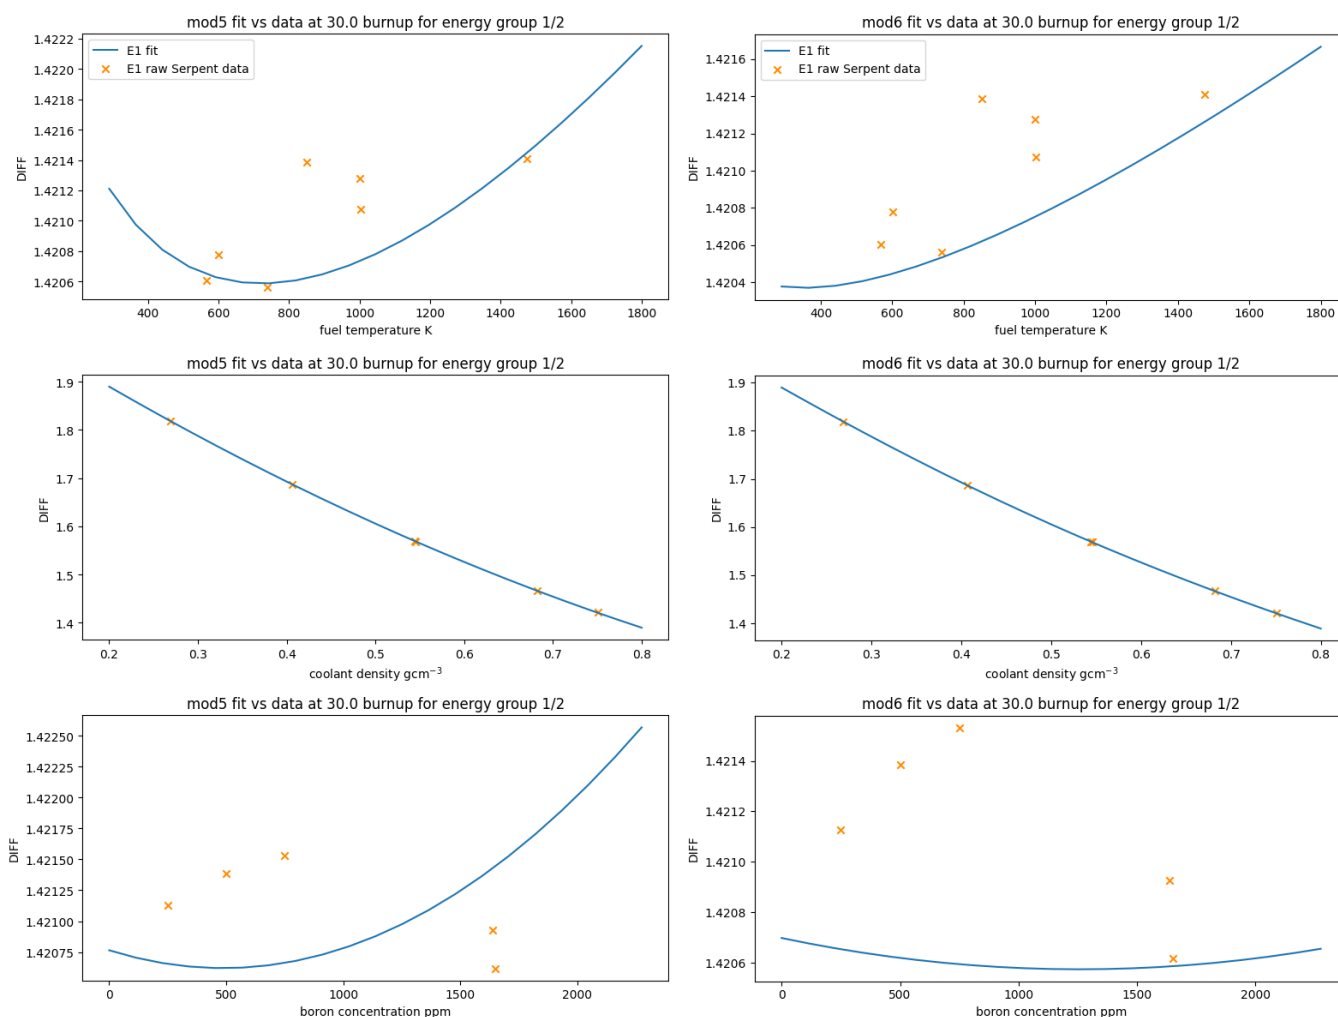 mod5 fit vs data at 30.0 burnup for energy group 1/2
1.4222
1.4220
1.4218
1.4216
1.4214
1.4212
1.4210
1.4208
1.4206
DIFF
E1 fit
E1 raw Serpent data
400 600 800 1000 1200 1400 1600 1800
fuel temperature K
mod6 fit vs data at 30.0 burnup for energy group 1/2
1.4216
1.4214
1.4212
1.4210
1.4208
1.4206
1.4204
DIFF
E1 fit
E1 raw Serpent data
400 600 800 1000 1200 1400 1600 1800
fuel temperature K
mod5 fit vs data at 30.0 burnup for energy group 1/2
1.9
1.8
1.7
1.6
1.5
1.4
DIFF
0.2 0.3 0.4 0.5 0.6 0.7 0.8
coolant density gcm⁻³
mod6 fit vs data at 30.0 burnup for energy group 1/2
1.9
1.8
1.7
1.6
1.5
1.4
DIFF
0.2 0.3 0.4 0.5 0.6 0.7 0.8
coolant density gcm⁻³
mod5 fit vs data at 30.0 burnup for energy group 1/2
1.42250
1.42225
1.42200
1.42175
1.42150
1.42125
1.42100
1.42075
DIFF
0 500 1000 1500 2000
boron concentration ppm
mod6 fit vs data at 30.0 burnup for energy group 1/2
1.4214
1.4212
1.4210
1.4208
1.4206
DIFF
0 500 1000 1500 2000
boron concentration ppm